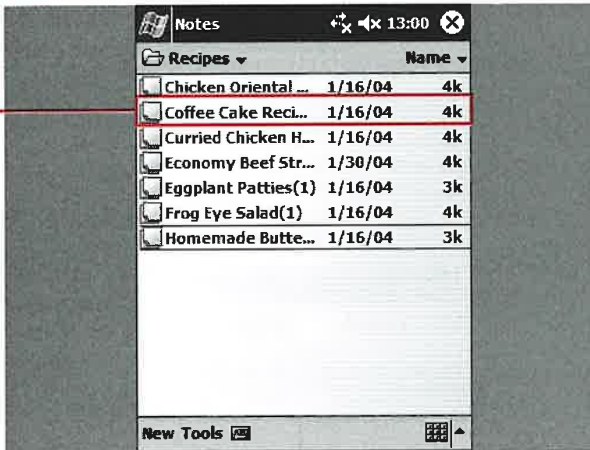 Notes 13:00
Recipes Name
Chicken Oriental ... 1/16/04 4k
Coffee Cake Reci... 1/16/04 4k
Curried Chicken H... 1/16/04 4k
Economy Beef Str... 1/30/04 4k
Eggplant Patties(1) 1/16/04 3k
Frog Eye Salad(1) 1/16/04 4k
Homemade Butte... 1/16/04 3k
New Tools